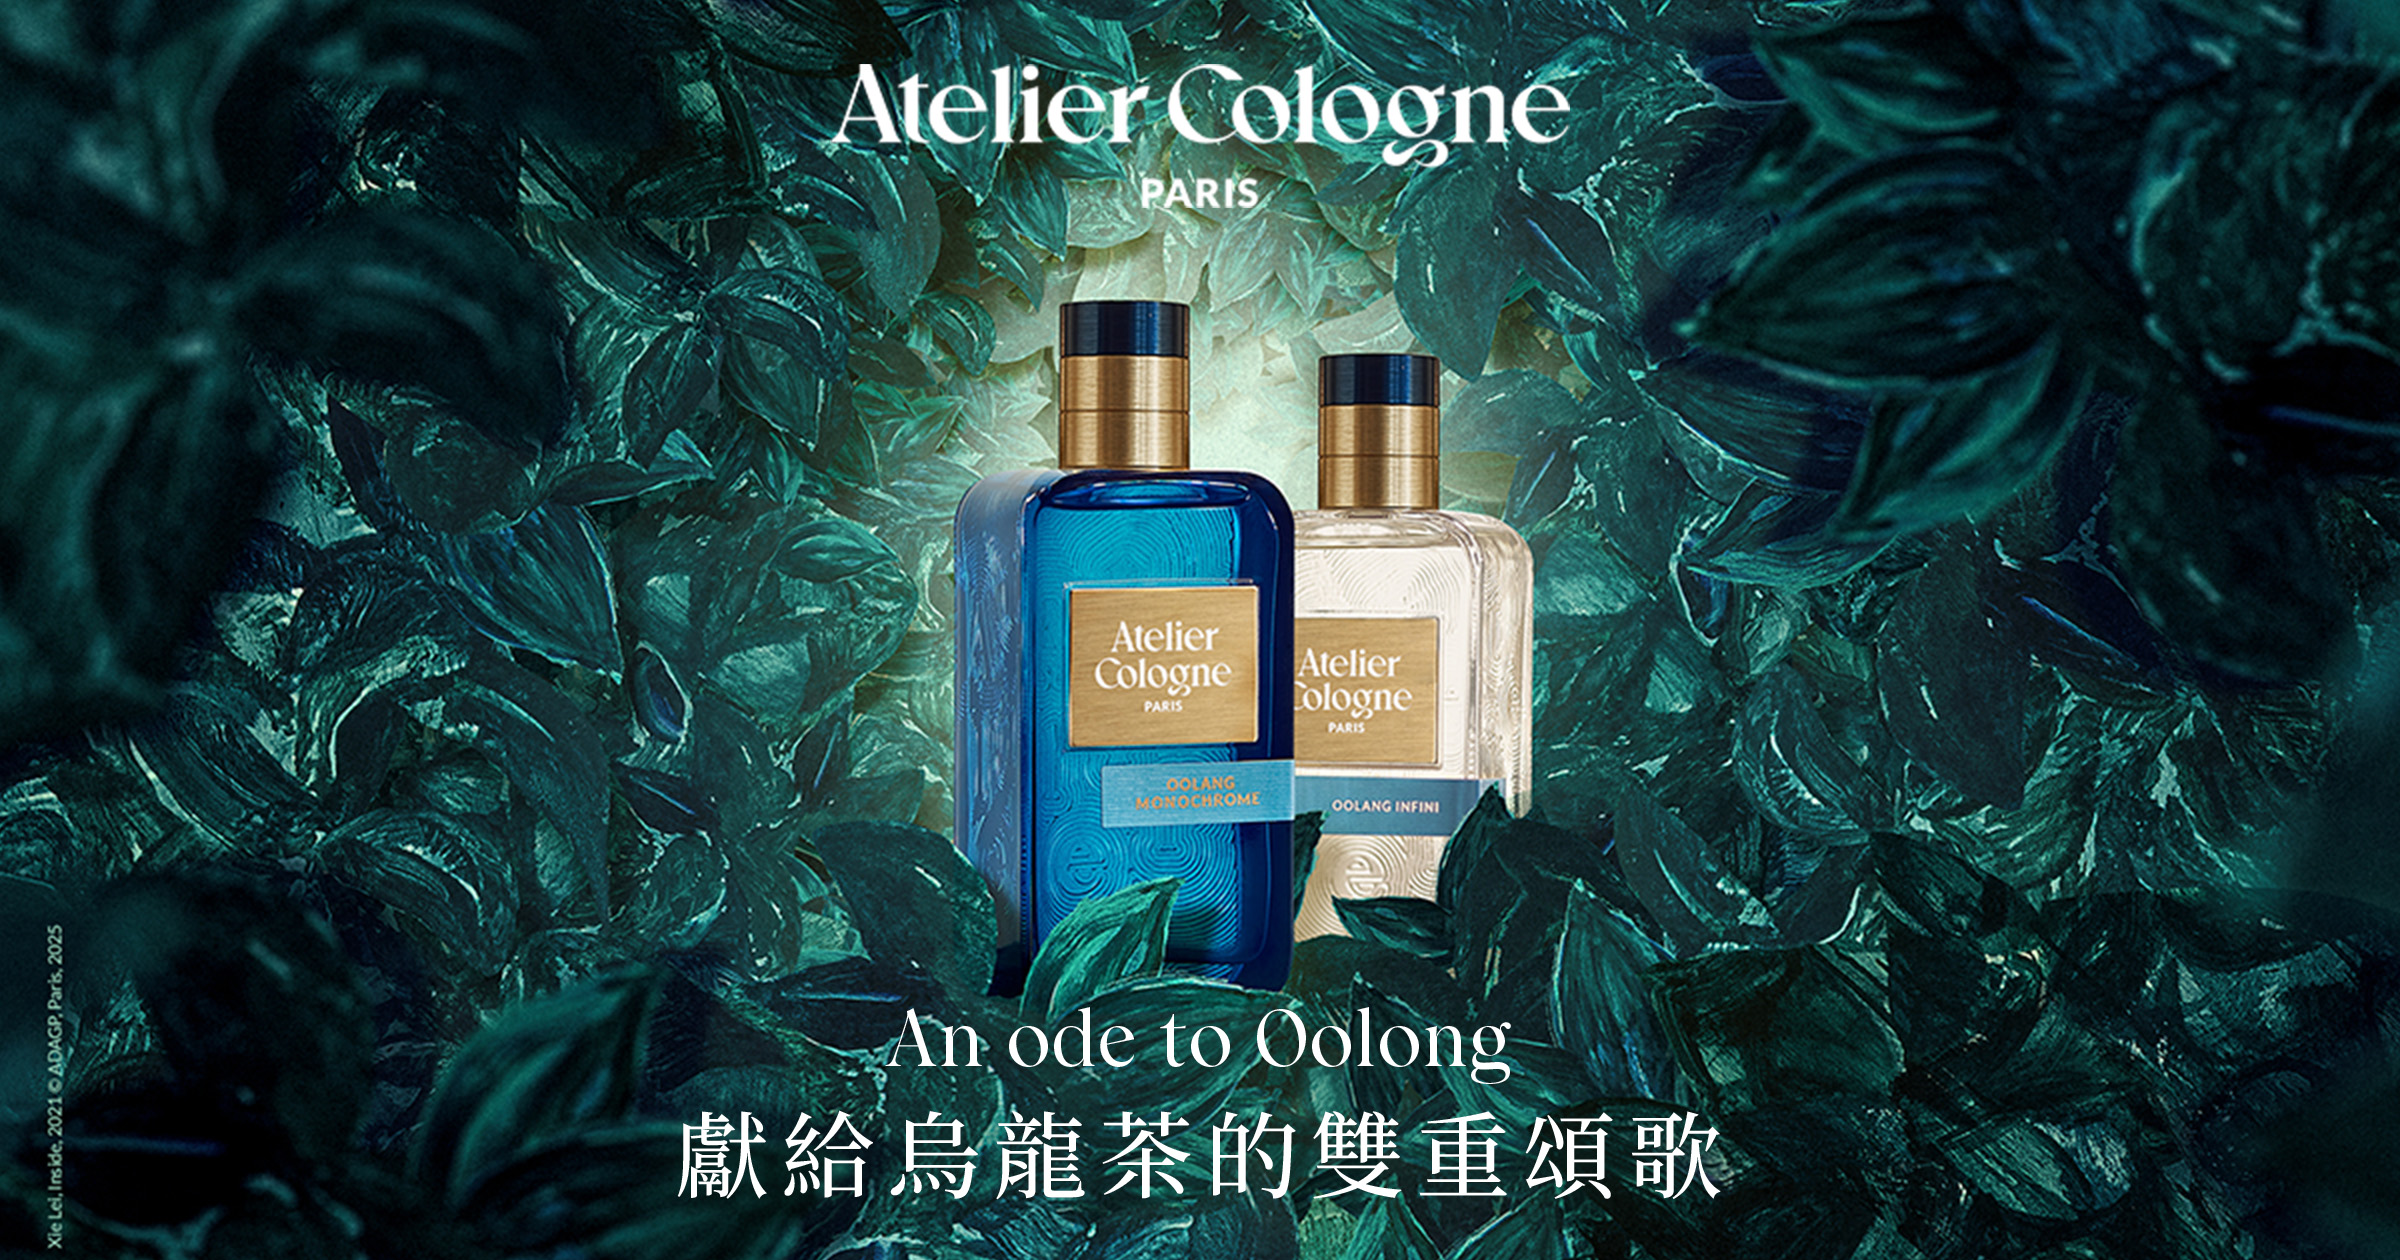 Atelier Cologne
PARIS
Atelier
Cologne
PARIS
OOLANG
MONOCHROME
Atelier
Cologne
PARIS
OOLANG INFINI
An ode to Oolong
獻給烏龍茶的雙重頌歌
Xie Lei, Inside, 2021 © ADAGP, Paris, 2025